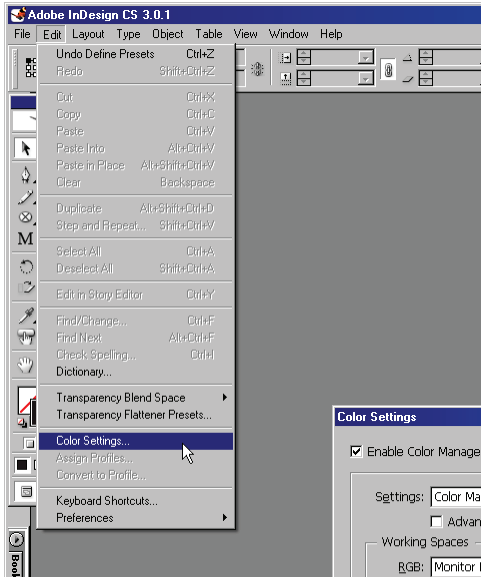 Adobe InDesign CS 3.0.1
File Edit Layout Type Object Table View Window Help
Undo Define Presets Ctrl+Z
Redo Shift+Ctrl+Z
Cut Ctrl+X
Copy Ctrl+C
Paste Ctrl+V
Paste Into Alt+Ctrl+V
Paste in Place Alt+Shift+Ctrl+V
Clear Backspace
Duplicate Alt+Shift+Ctrl+D
Step and Repeat... Shift+Ctrl+V
Select All Ctrl+A
Deselect All Shift+Ctrl+A
Edit in Story Editor Ctrl+Y
Find/Change... Ctrl+F
Find Next Alt+Ctrl+F
Check Spelling... Ctrl+I
Dictionary...
Transparency Blend Space
Transparency Flattener Presets...
Color Settings...
Assign Profiles...
Convert to Profile...
Keyboard Shortcuts...
Preferences
M
Book
Color Settings
Enable Color Manage
Settings: Color Ma
Advan
Working Spaces
RGB: Monitor